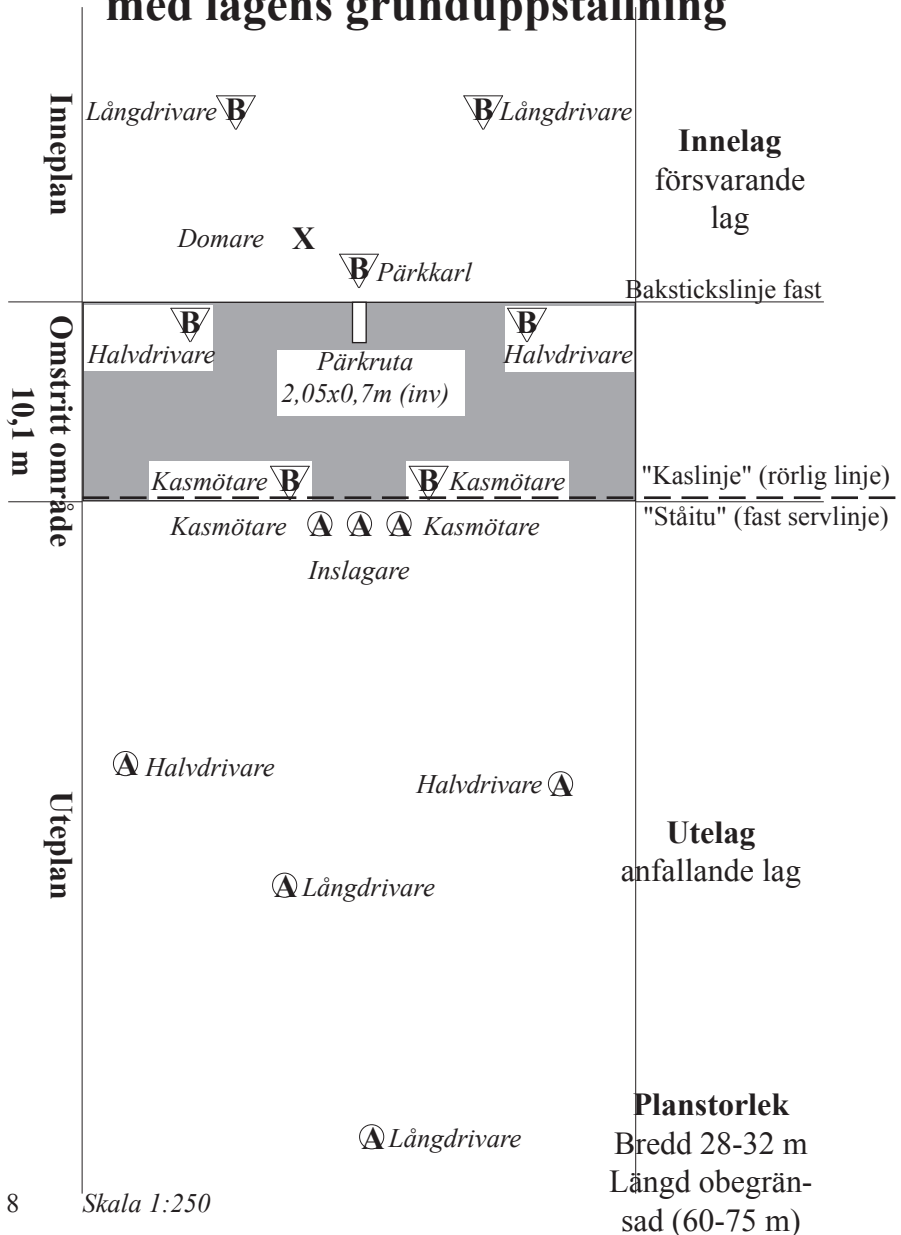 med lagens grunduppställning
Inneplan
Långdrivare B
B Långdrivare
Innelag
försvarande
lag
Domare X
B Pärkkarl
Bakstickslinje fast
Omstritt område
10,1 m
B
Halvdrivare
B
Halvdrivare
Pärkruta
2,05x0,7m (inv)
Kasmötare B
B Kasmötare
"Kaslinje" (rörlig linje)
"Ståitu" (fast servlinje)
Kasmötare A A A Kasmötare
Inslagare
A Halvdrivare
Halvdrivare A
Uteplan
Utelag
anfallande lag
A Långdrivare
A Långdrivare
Planstorlek
Bredd 28-32 m
Längd obegrän-
sad (60-75 m)
8 Skala 1:250